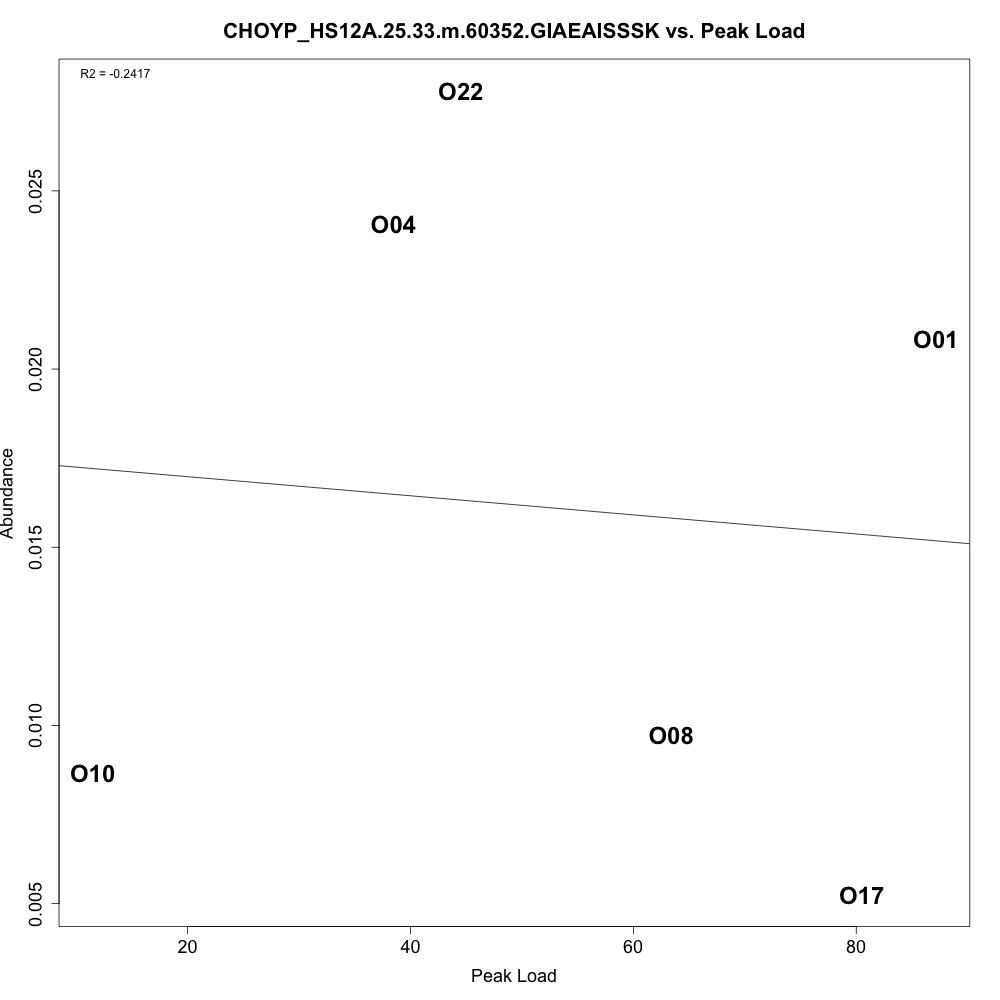 CHOYP_HS12A.25.33.m.60352.GIAEAISSSK vs. Peak Load
R2 = -0.2417
O22
O04
O01
O08
O10
O17
0.025
0.020
0.015
0.010
0.005
Abundance
20 40 60 80
Peak Load